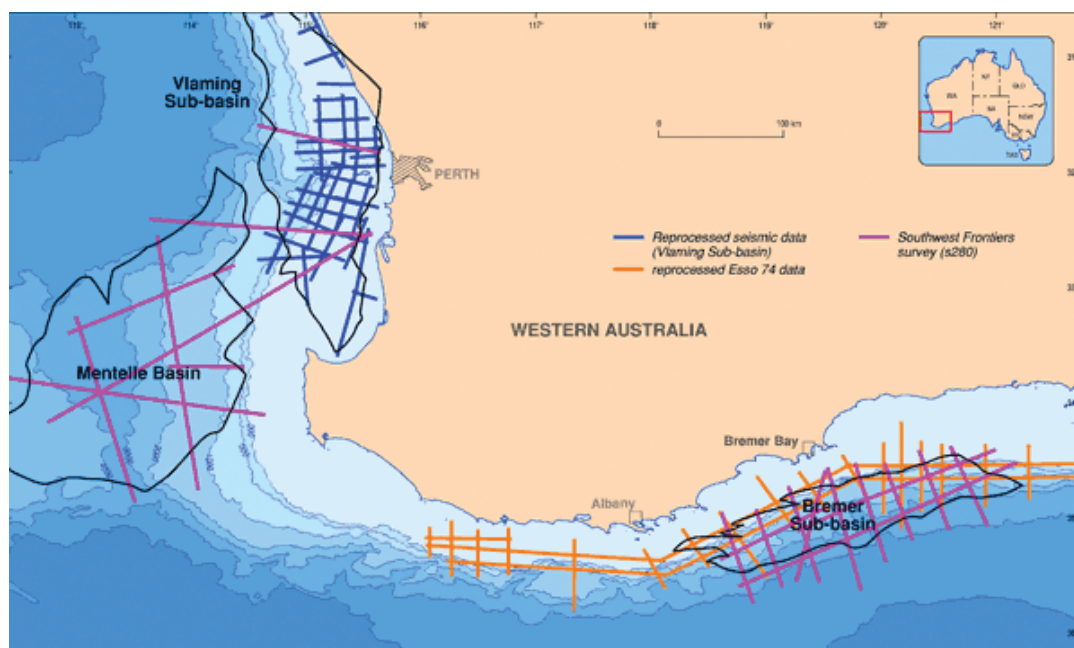 113°
114°
115°
116°
117°
118°
119°
120°
121°
Vlaming
Sub-basin
NT
WA
QLD
SA
NSW
TAS
0
100 km
PERTH
Reprocessed seismic data
(Vlaming Sub-basin)
reprocessed Esso 74 data
Southwest Frontiers
survey (s280)
WESTERN AUSTRALIA
Mentelle Basin
Bremer Bay
Albany
Bremer
Sub-basin